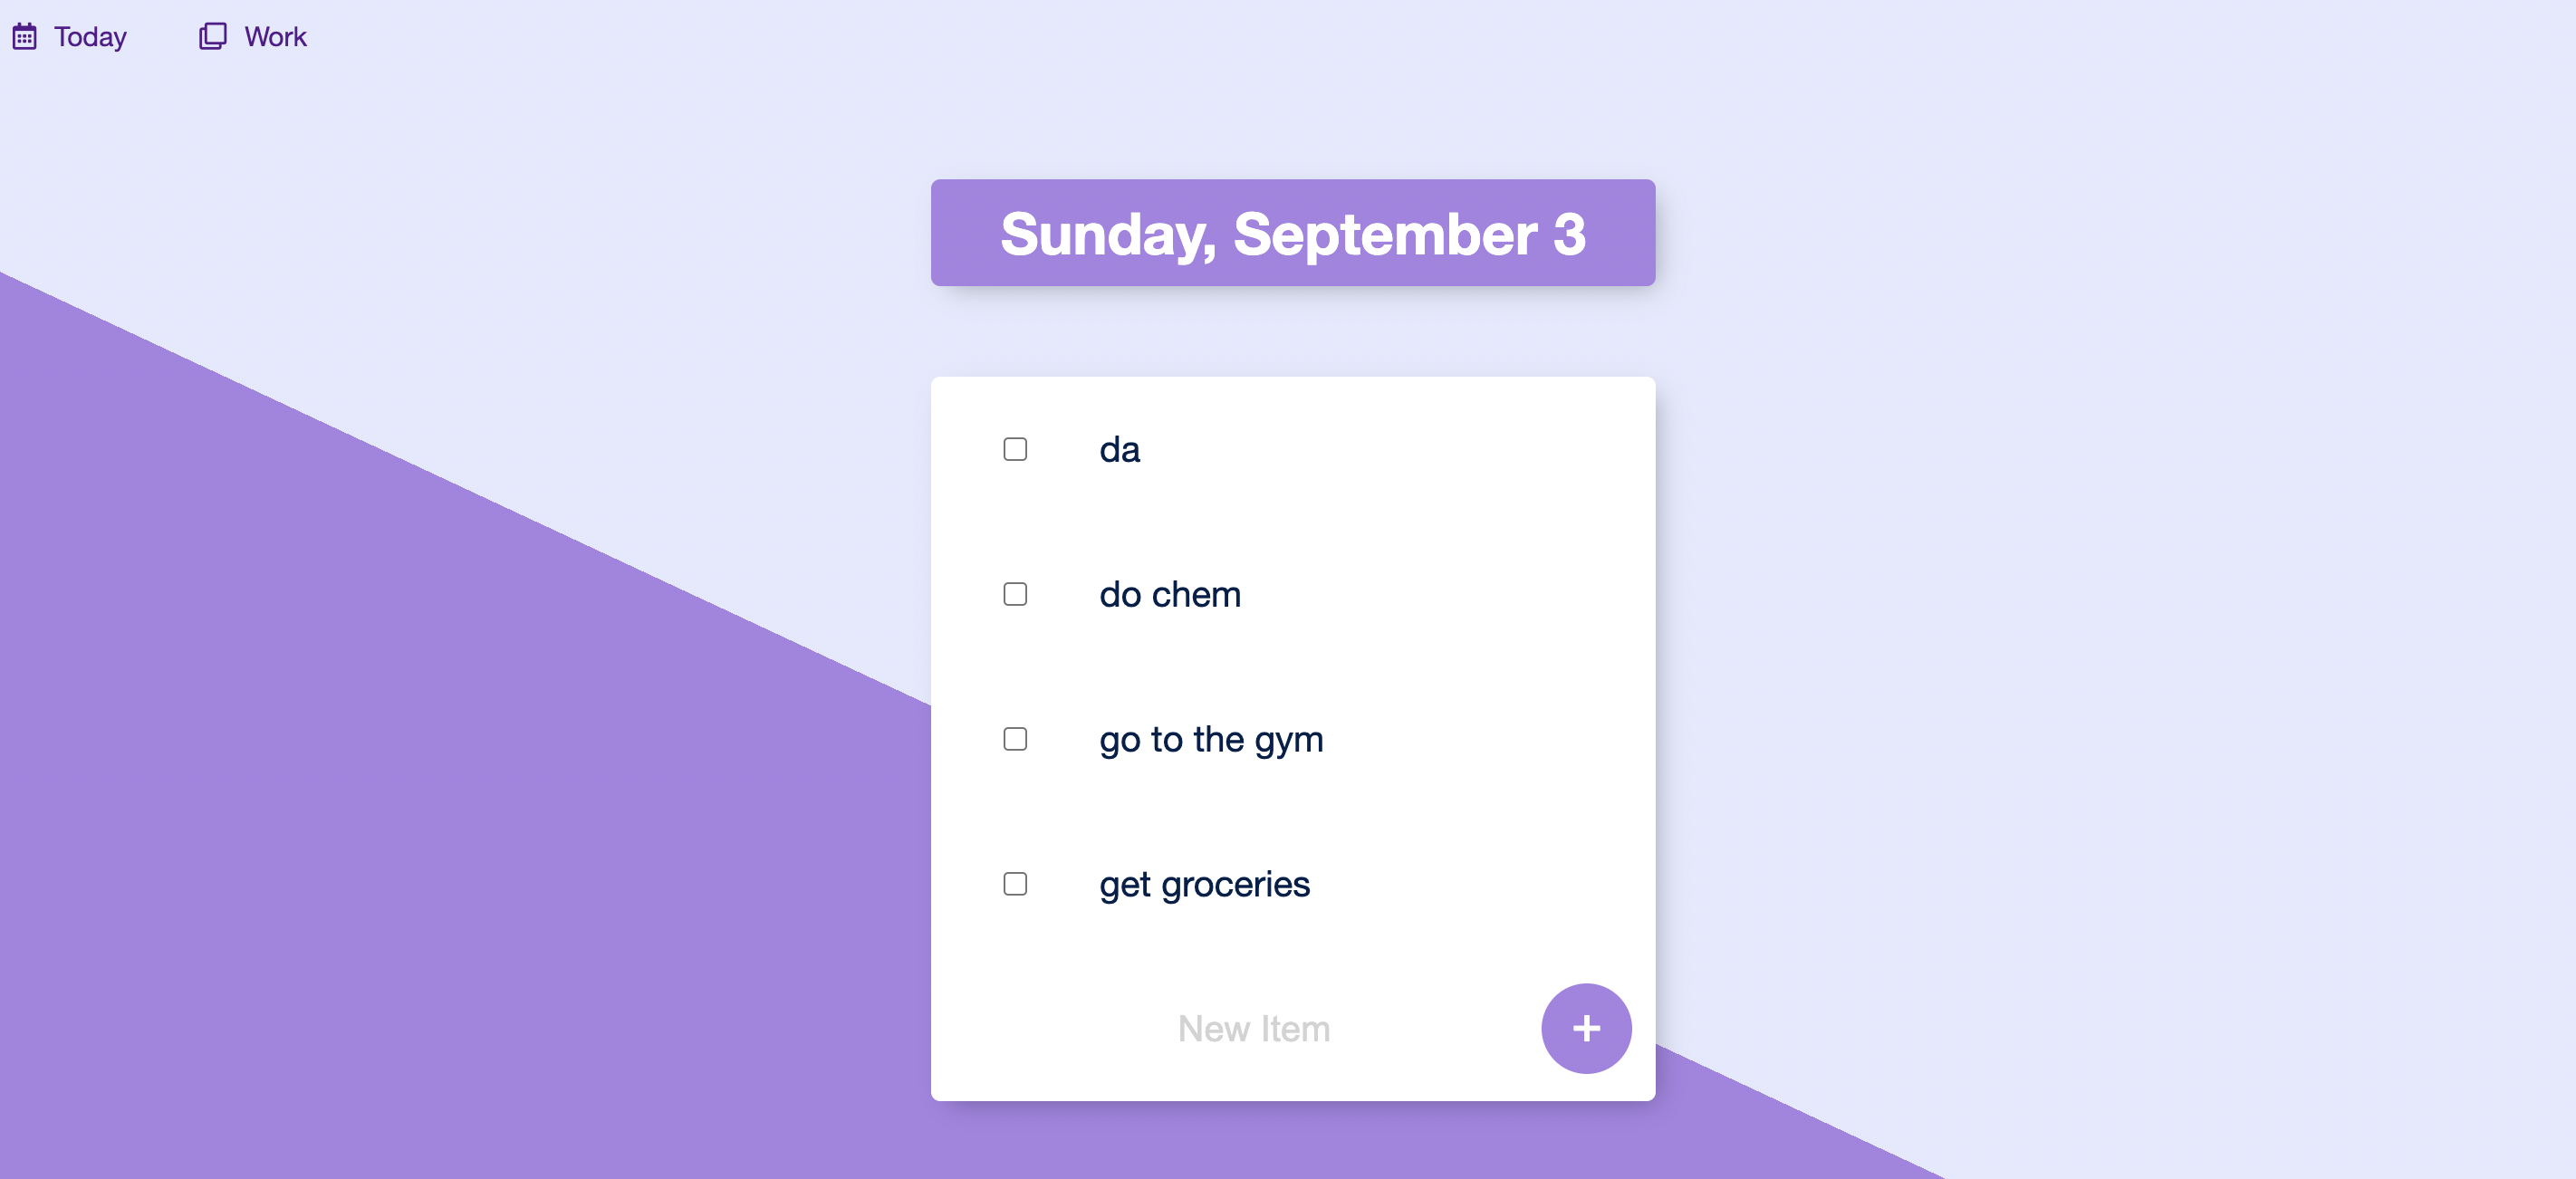 Today
Work
Sunday, September 3
da
do chem
go to the gym
get groceries
New Item
+